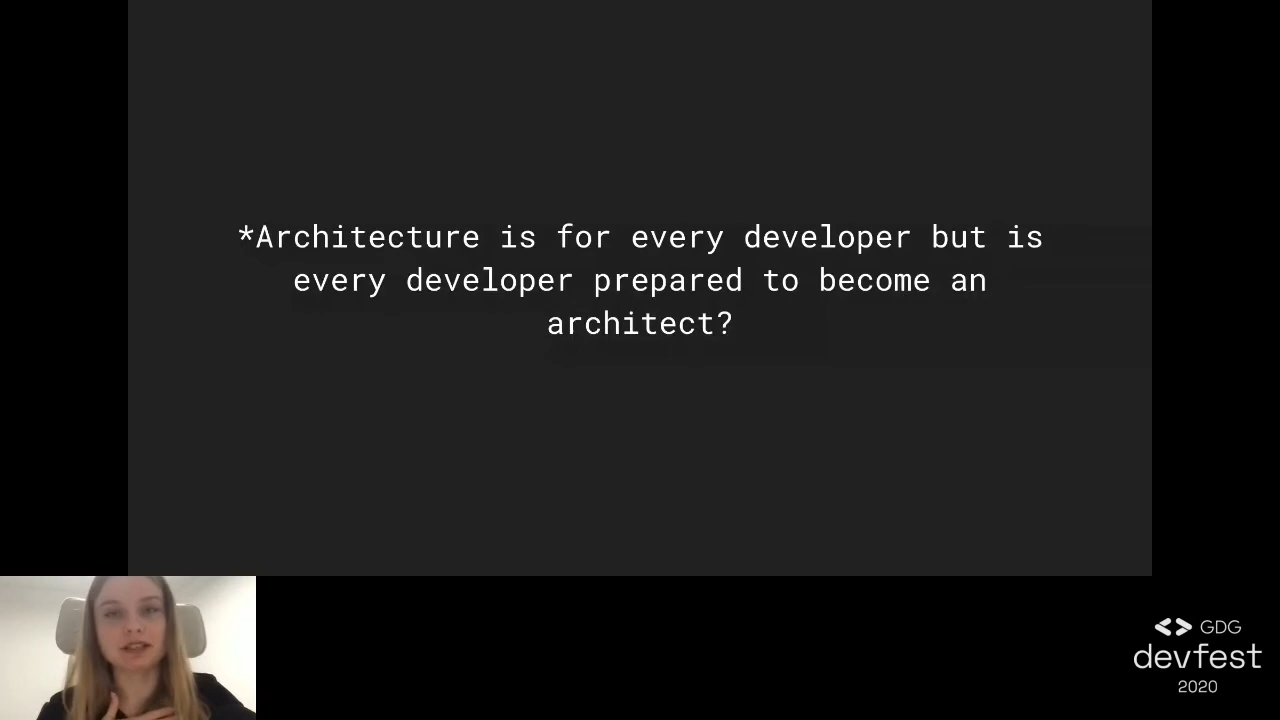 *Architecture is for every developer but is
every developer prepared to become an
architect?
<> GDG
devfest
2020